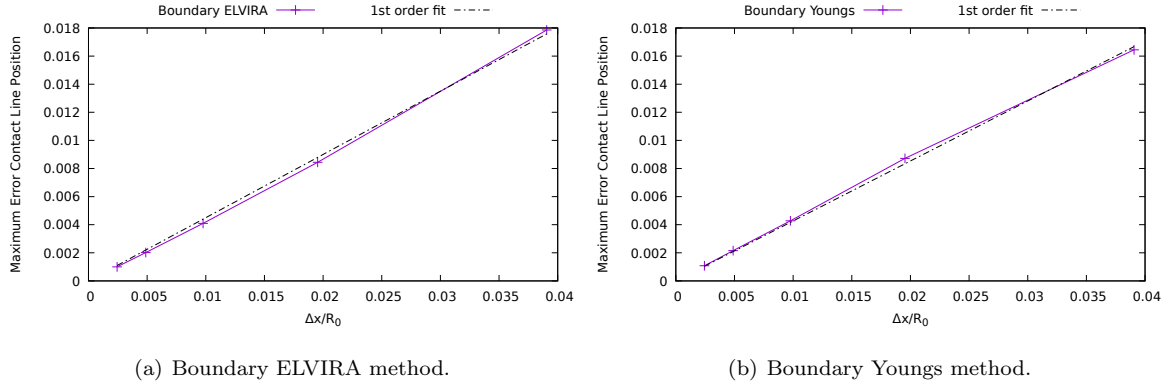 Boundary ELVIRA
1st order fit
Maximum Error Contact Line Position
0.018
0.016
0.014
0.012
0.01
0.008
0.006
0.004
0.002
0
0 0.005 0.01 0.015 0.02 0.025 0.03 0.035 0.04
Δx/R₀
(a) Boundary ELVIRA method.
Boundary Youngs
1st order fit
Maximum Error Contact Line Position
0.018
0.016
0.014
0.012
0.01
0.008
0.006
0.004
0.002
0
0 0.005 0.01 0.015 0.02 0.025 0.03 0.035 0.04
Δx/R₀
(b) Boundary Youngs method.